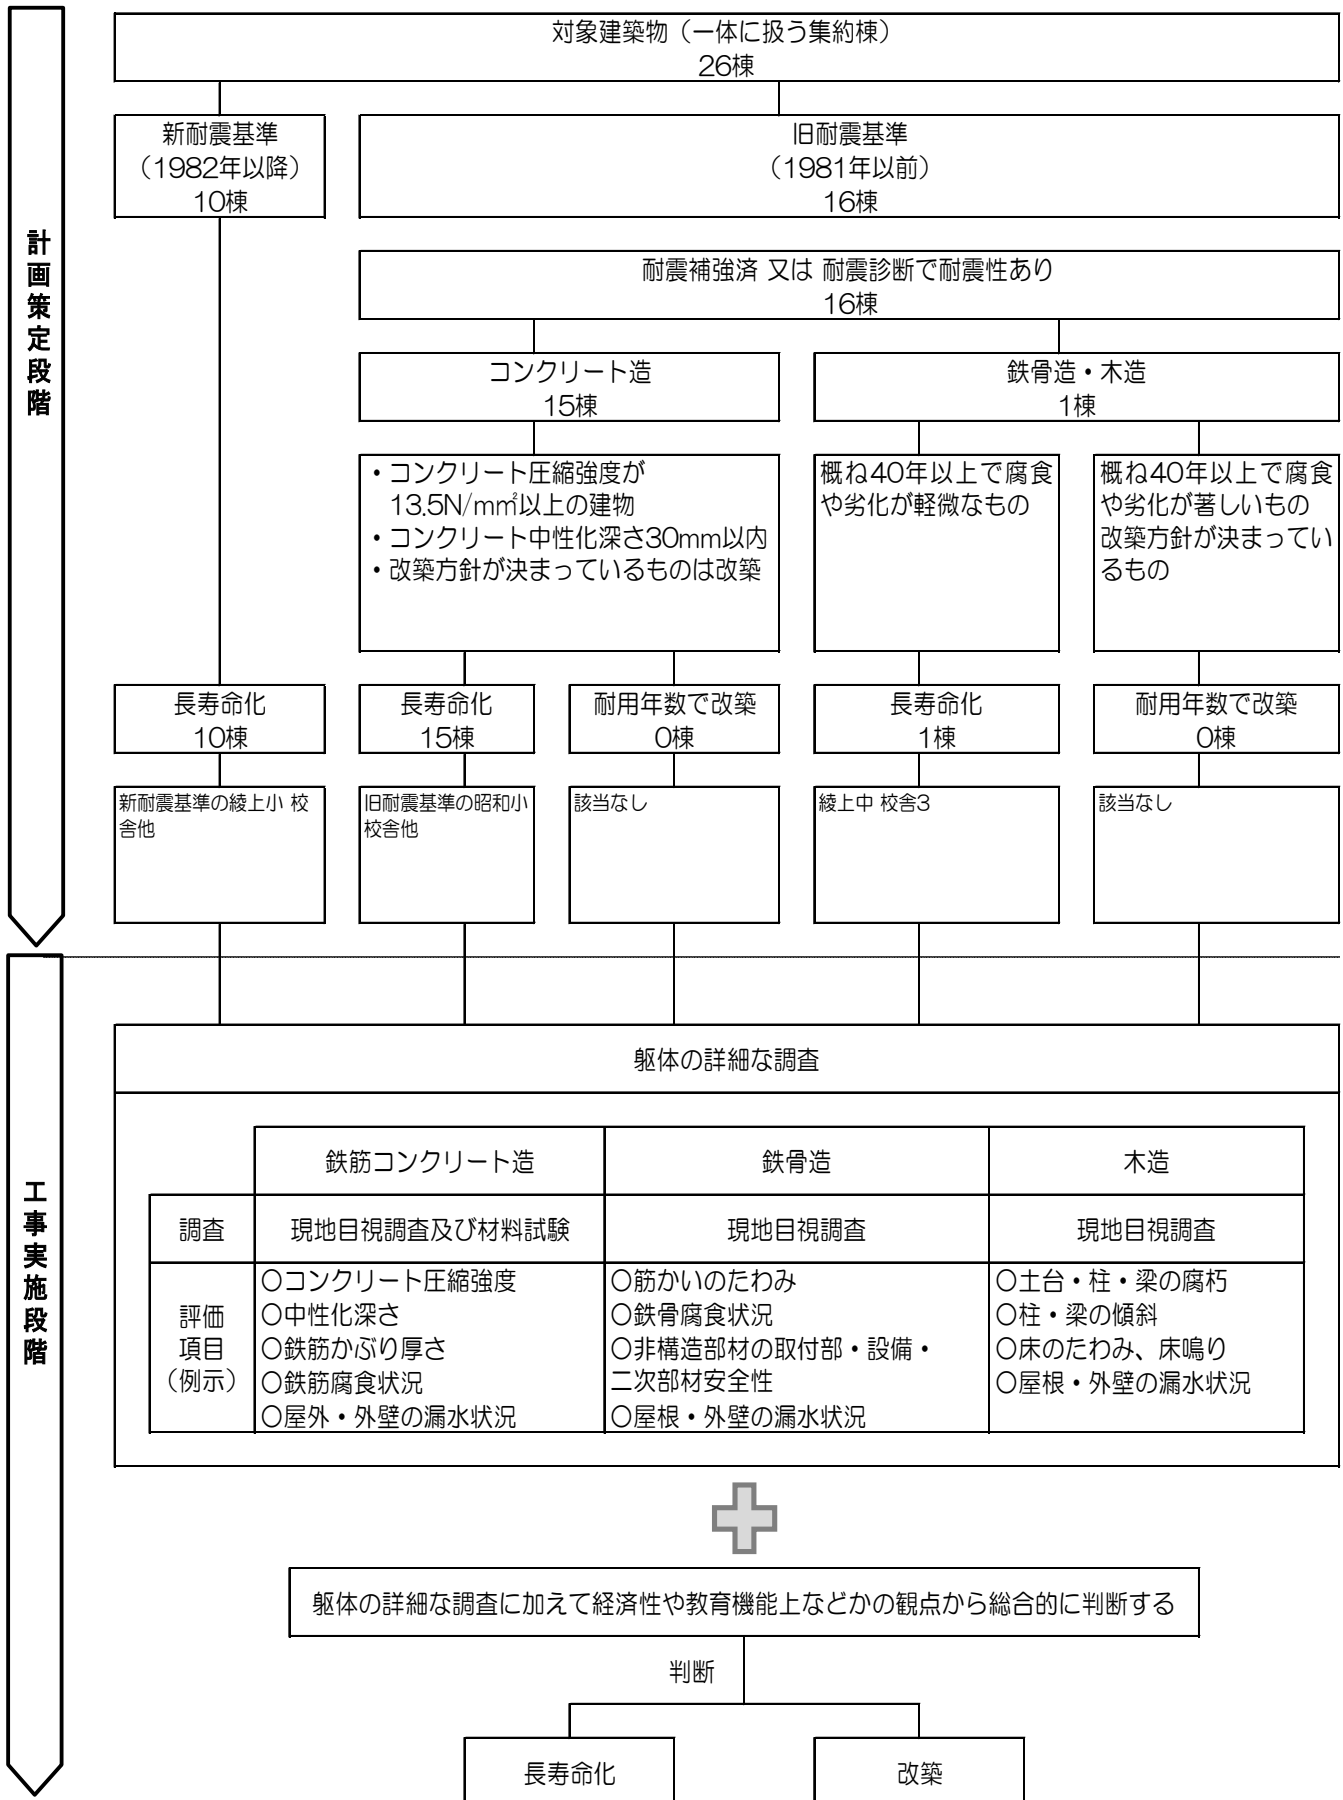 計画策定段階
対象建築物（一体に扱う集約棟）
26棟
新耐震基準
（1982年以降）
10棟
旧耐震基準
（1981年以前）
16棟
耐震補強済 又は 耐震診断で耐震性あり
16棟
コンクリート造
15棟
鉄骨造・木造
1棟
・コンクリート圧縮強度が
13.5N/mm²以上の建物
・コンクリート中性化深さ30mm以内
・改築方針が決まっているものは改築
概ね40年以上で腐食
や劣化が軽微なもの
概ね40年以上で腐食
や劣化が著しいもの
改築方針が決まってい
るもの
長寿命化
10棟
長寿命化
15棟
耐用年数で改築
0棟
長寿命化
1棟
耐用年数で改築
0棟
新耐震基準の綾上小 校
舎他
旧耐震基準の昭和小
校舎他
該当なし
綾上中 校舎3
該当なし
工事実施段階
躯体の詳細な調査
鉄筋コンクリート造
鉄骨造
木造
調査
現地目視調査及び材料試験
現地目視調査
現地目視調査
評価
項目
（例示）
○コンクリート圧縮強度
○中性化深さ
○鉄筋かぶり厚さ
○鉄筋腐食状況
○屋外・外壁の漏水状況
○筋かいのたわみ
○鉄骨腐食状況
○非構造部材の取付部・設備・
二次部材安全性
○屋根・外壁の漏水状況
○土台・柱・梁の腐朽
○柱・梁の傾斜
○床のたわみ、床鳴り
○屋根・外壁の漏水状況
躯体の詳細な調査に加えて経済性や教育機能上などかの観点から総合的に判断する
判断
長寿命化
改築